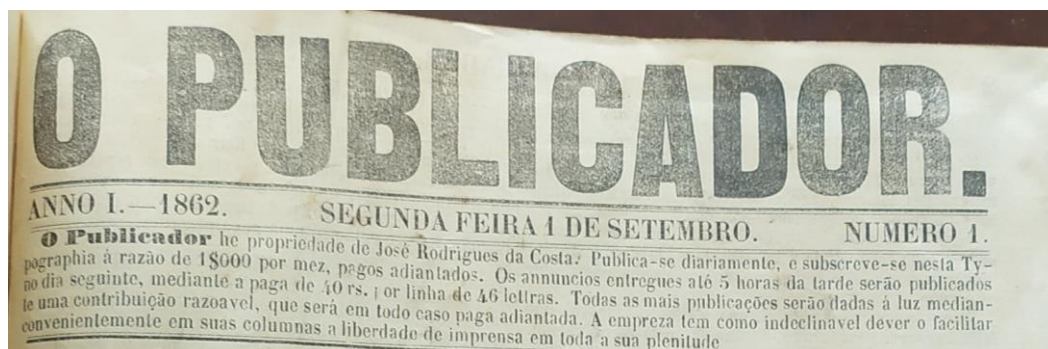 O PUBLICADOR.
ANNO I.—1862. SEGUNDA FEIRA 1 DE SETEMBRO. NUMERO 1.
O Publicador he propriedade de José Rodrigues da Costa. Publica-se diariamente, e subscreve-se nesta Ty-
pographia à razão de 1$000 por mez, pagos adiantados. Os annuncios entregues até 5 horas da tarde serão publicados
no dia seguinte, mediante a paga de 40 rs. por linha de 46 lettras. Todas as mais publicações serão dadas á luz median-
te uma contribuição razoavel, que será em todo caso paga adiantada. A empreza tem como indeclinavel dever o facilitar
convenientemente em suas columnas a liberdade de imprensa em toda a sua plenitude